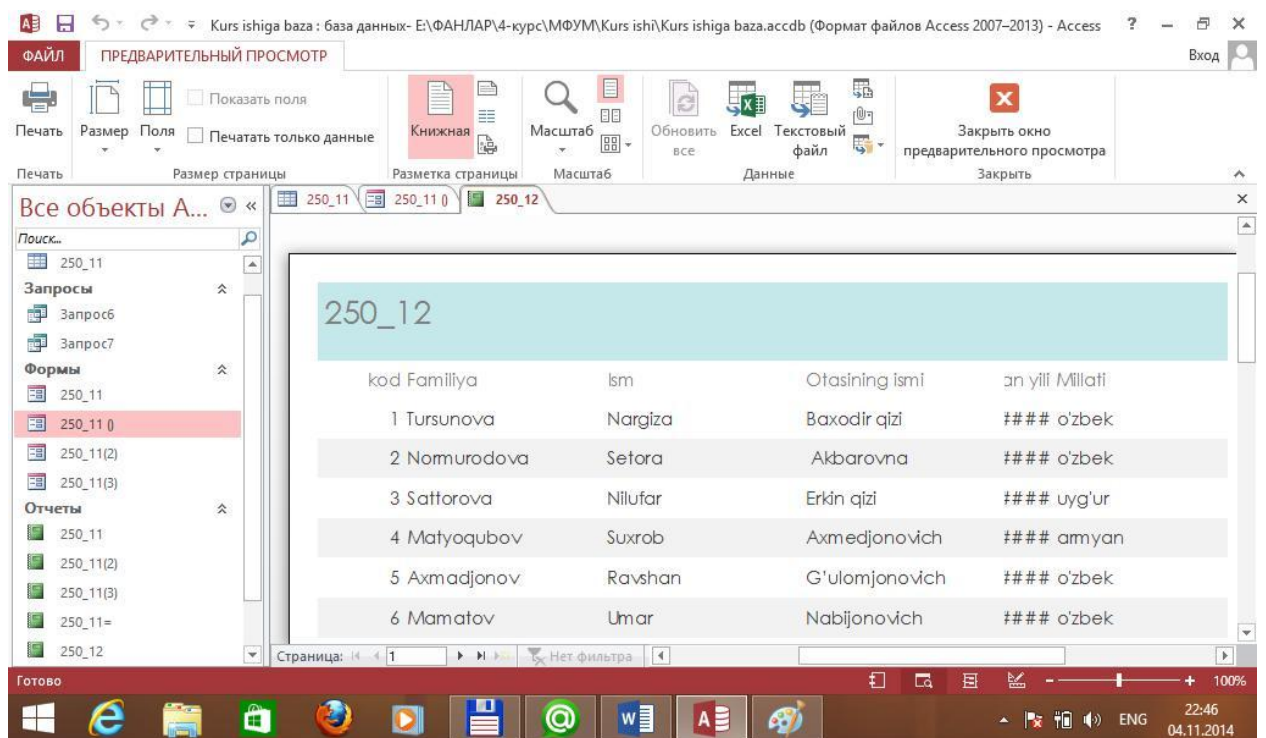 Kurs ishiga baza : база данных- E:\ФАНЛАР\4-курс\МФУМ\Kurs ishi\Kurs ishiga baza.accdb (Формат файлов Access 2007–2013) - Access ?
ФАЙЛ ПРЕДВАРИТЕЛЬНЫЙ ПРОСМОТР Вход
Показать поля
Печатать только данные
Печать Размер Поля Книжная Масштаб Обновить все Excel Текстовый файл Закрыть окно предварительного просмотра
Печать Размер страницы Разметка страницы Масштаб Данные Закрыть
Все объекты A... «
Поиск...
250_11
Запросы
Запрос6
Запрос7
Формы
250_11
250_11 ()
250_11(2)
250_11(3)
Отчеты
250_11
250_11(2)
250_11(3)
250_11=
250_12
250_11 250_11 () 250_12
250_12
kod Familiya Ism Otasining ismi an yili Millati
1 Tursunova Nargiza Baxodir qizi #### o'zbek
2 Normurodova Setora Akbarovna #### o'zbek
3 Sattorova Nilufar Erkin qizi #### uyg'ur
4 Matyoqubov Suxrob Axmedjonovich #### armyan
5 Axmadjonov Ravshan G'ulomjonovich #### o'zbek
6 Mamatov Umar Nabijonovich #### o'zbek
Страница: 1 Нет фильтра
Готово 100%
ENG 22:46
04.11.2014